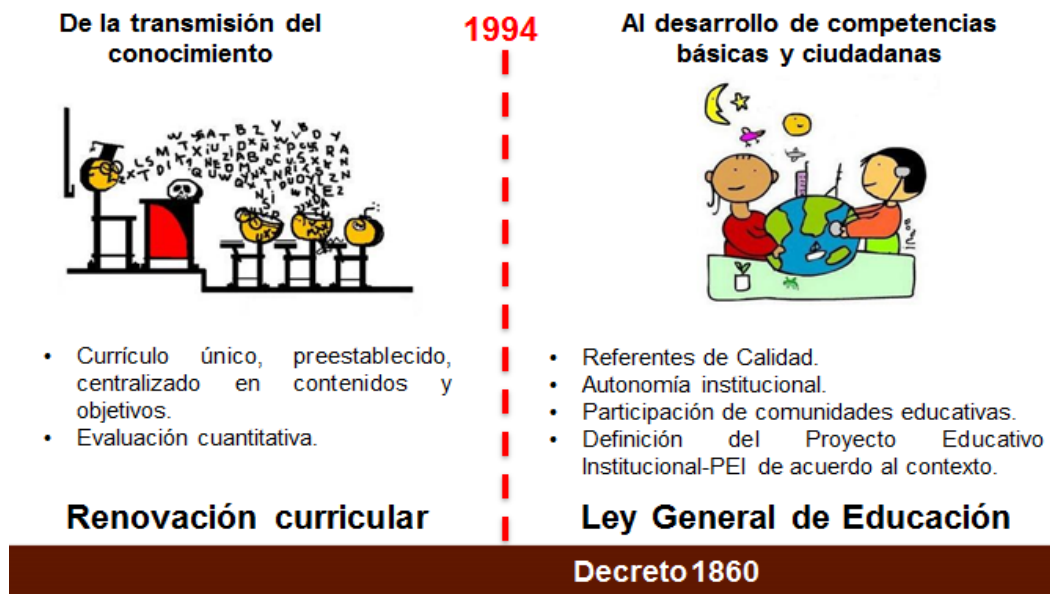 De la transmisión del
conocimiento
1994
Al desarrollo de competencias
básicas y ciudadanas
• Currículo único, preestablecido,
centralizado en contenidos y
objetivos.
• Evaluación cuantitativa.
• Referentes de Calidad.
• Autonomía institucional.
• Participación de comunidades educativas.
• Definición del Proyecto Educativo
Institucional-PEI de acuerdo al contexto.
Renovación curricular
Ley General de Educación
Decreto 1860